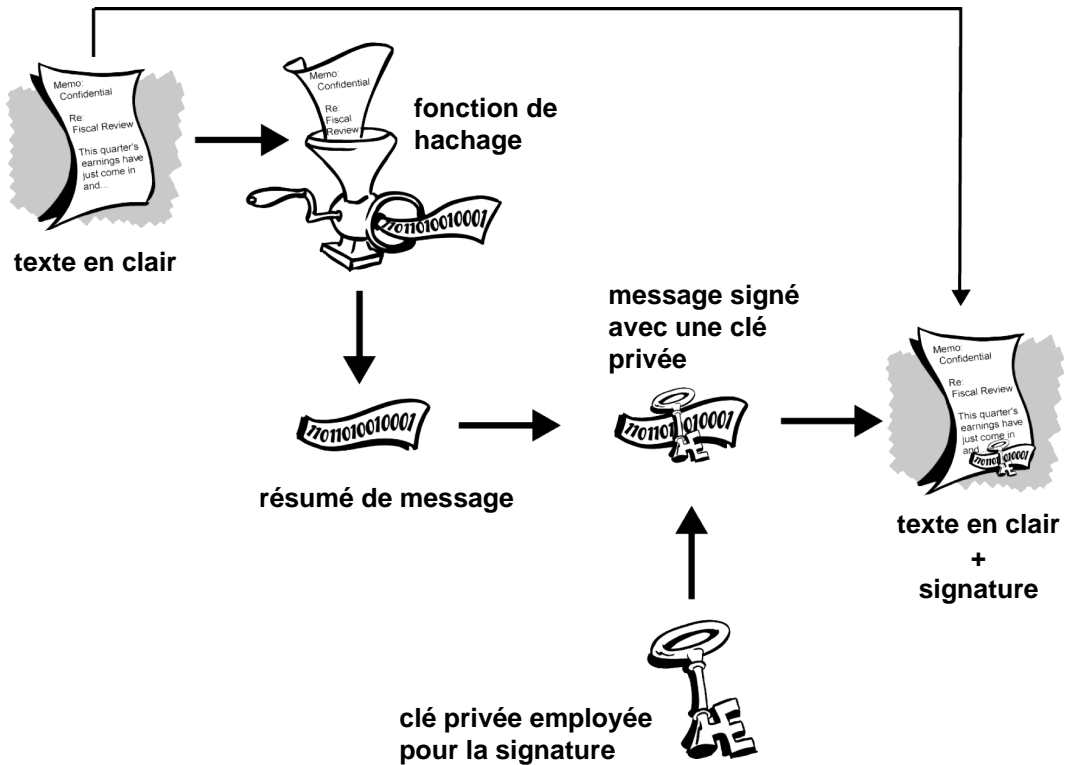 Memo:
Confidential
Re:
Fiscal Review
This quarter's
earnings have
just come in
and...
texte en clair
Memo:
Confidential
Re:
Fiscal
Review
11011010010001
fonction de
hachage
11011010010001
résumé de message
message signé
avec une clé
privée
clé privée employée
pour la signature
Memo:
Confidential
Re:
Fiscal Review
This quarter's
earnings have
just come in
and
texte en clair
+
signature